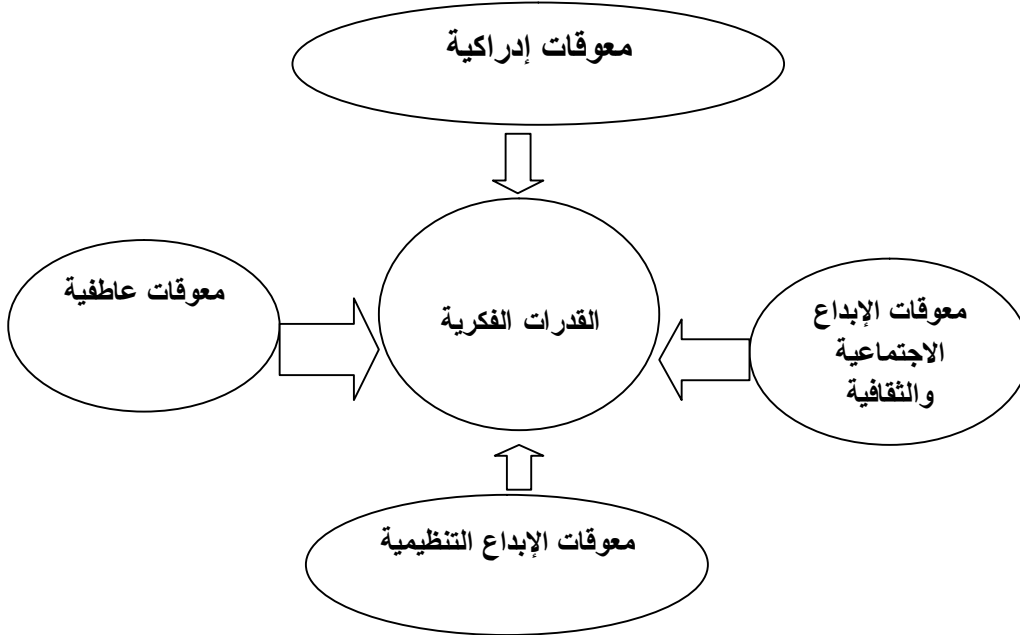 معوقات إدراكية
معوقات الإبداع
الاجتماعية
والثقافية
القدرات الفكرية
معوقات عاطفية
معوقات الإبداع التنظيمية